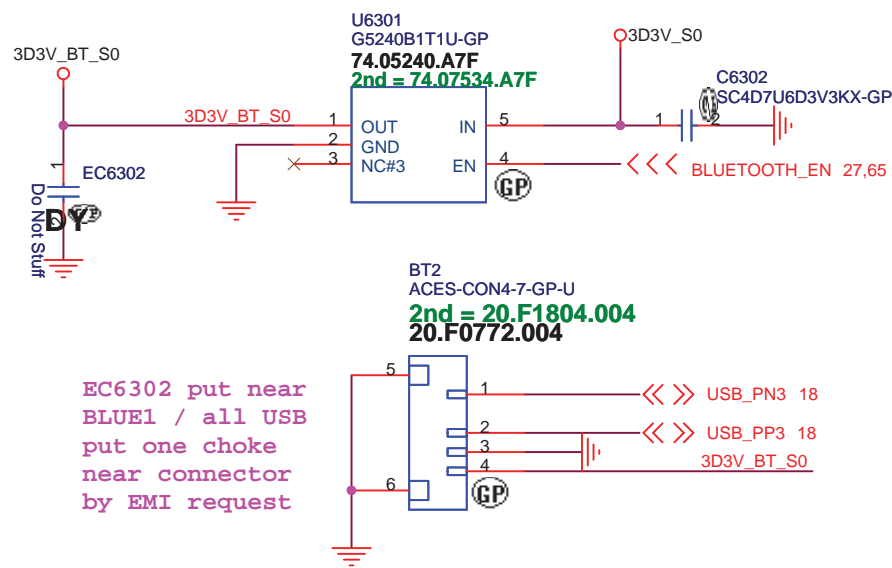 U6301
G5240B1T1U-GP
74.05240.A7F
2nd = 74.07534.A7F
3D3V_BT_S0
3D3V_S0
C6302
SC4D7U6D3V3KX-GP
3D3V_BT_S0
1 OUT IN 5
2 GND
3 NC#3 EN 4
1 2
BLUETOOTH_EN 27,65
GP
1
EC6302
DY
GP
Do Not Stuff
BT2
ACES-CON4-7-GP-U
2nd = 20.F1804.004
20.F0772.004
5
1 USB_PN3 18
2 USB_PP3 18
3
4 3D3V_BT_S0
6
GP
EC6302 put near
BLUE1 / all USB
put one choke
near connector
by EMI request